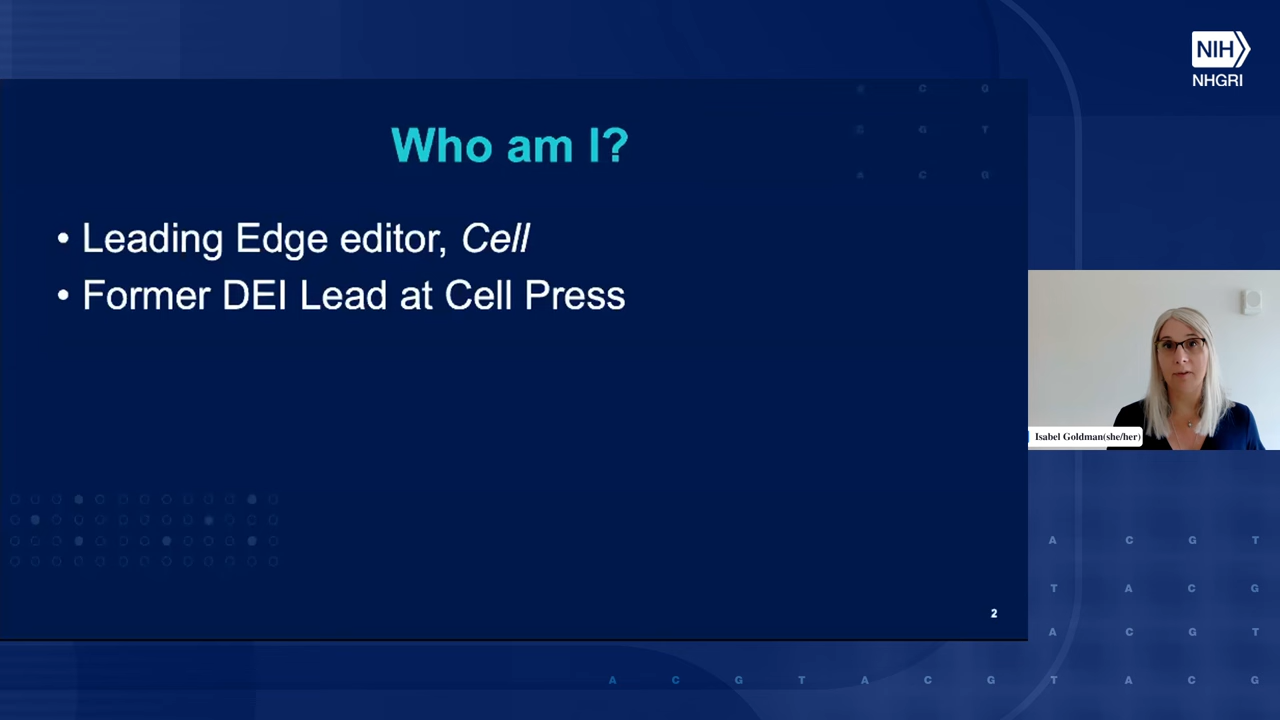 NIH
NHGRI
C G
G T
A C G
Who am I?
• Leading Edge editor, Cell
• Former DEI Lead at Cell Press
Isabel Goldman(she/her)
A C G T
T A C G
A C G T
2
A C G T A C G T A C G